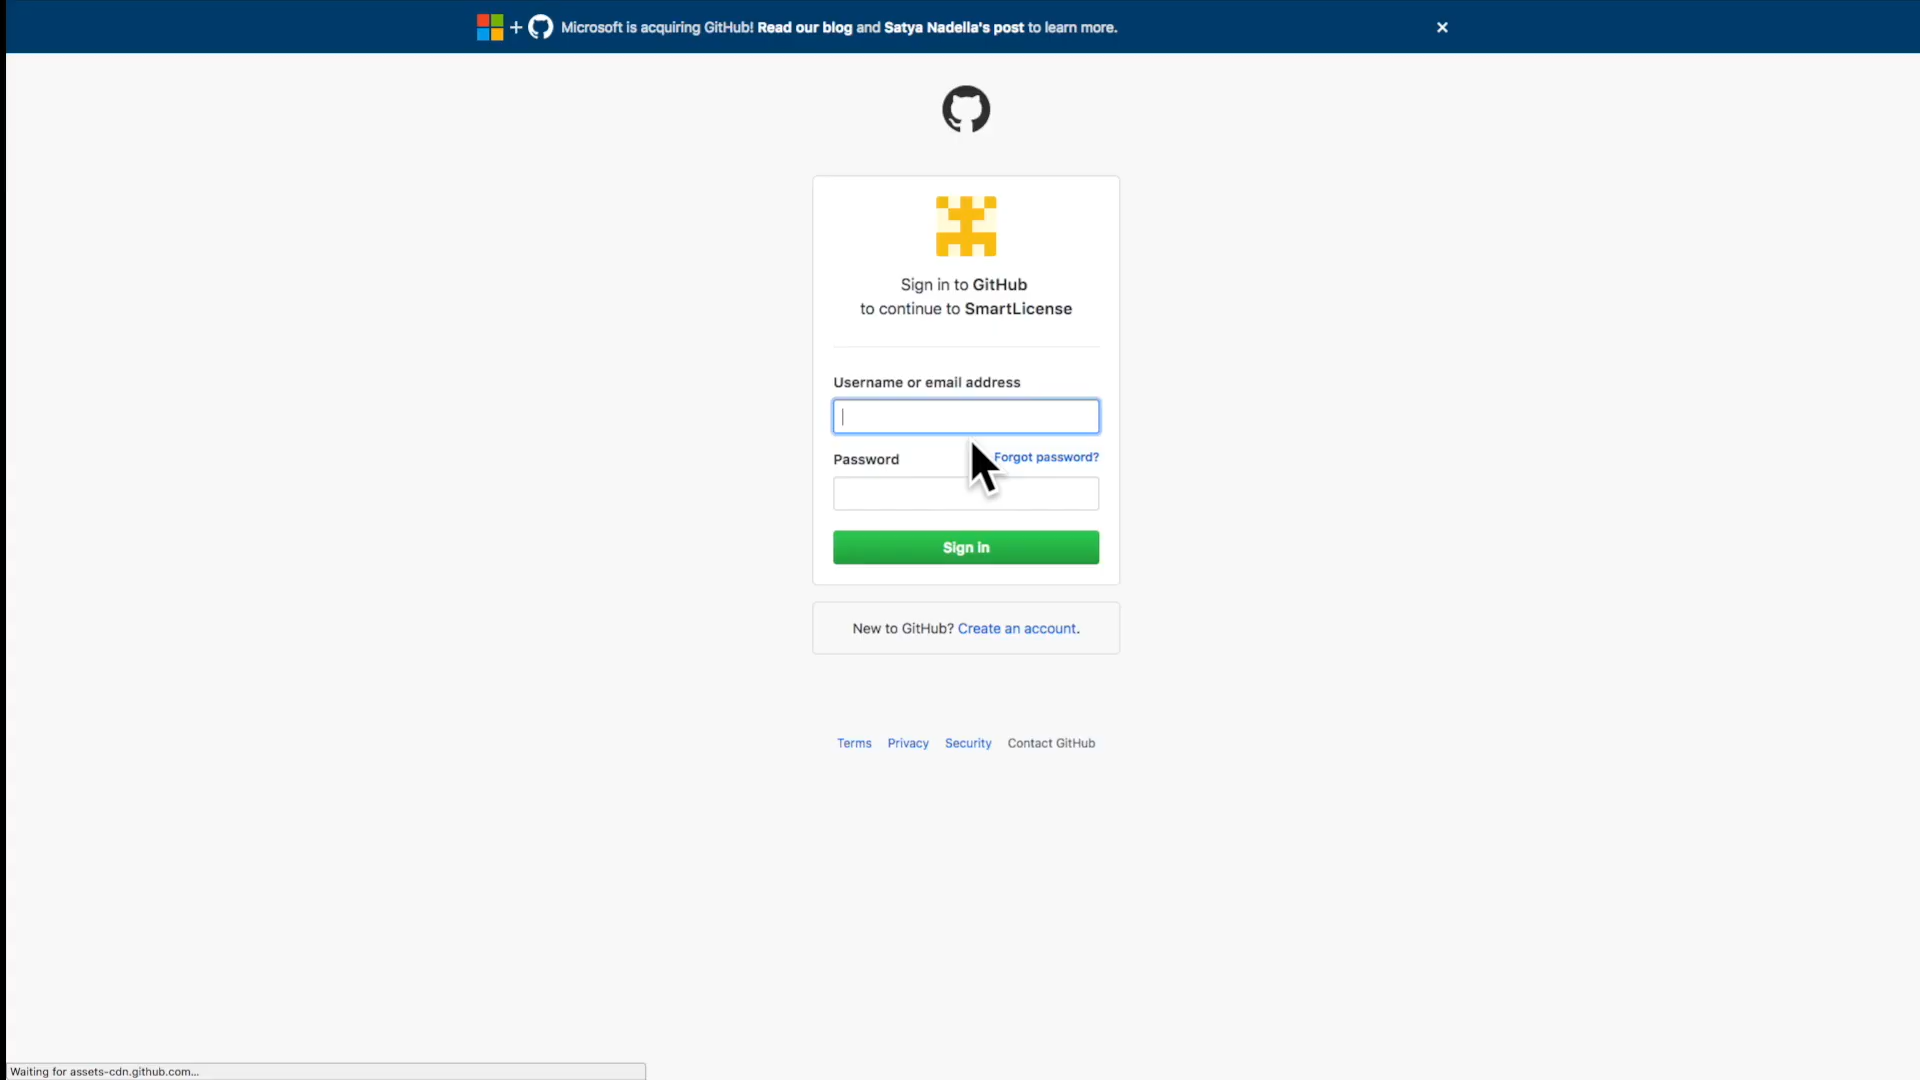 + Microsoft is acquiring GitHub! Read our blog and Satya Nadella's post to learn more.
Sign in to GitHub
to continue to SmartLicense
Username or email address
Password
Forgot password?
Sign in
New to GitHub? Create an account.
Terms Privacy Security Contact GitHub
Waiting for assets-cdn.github.com...